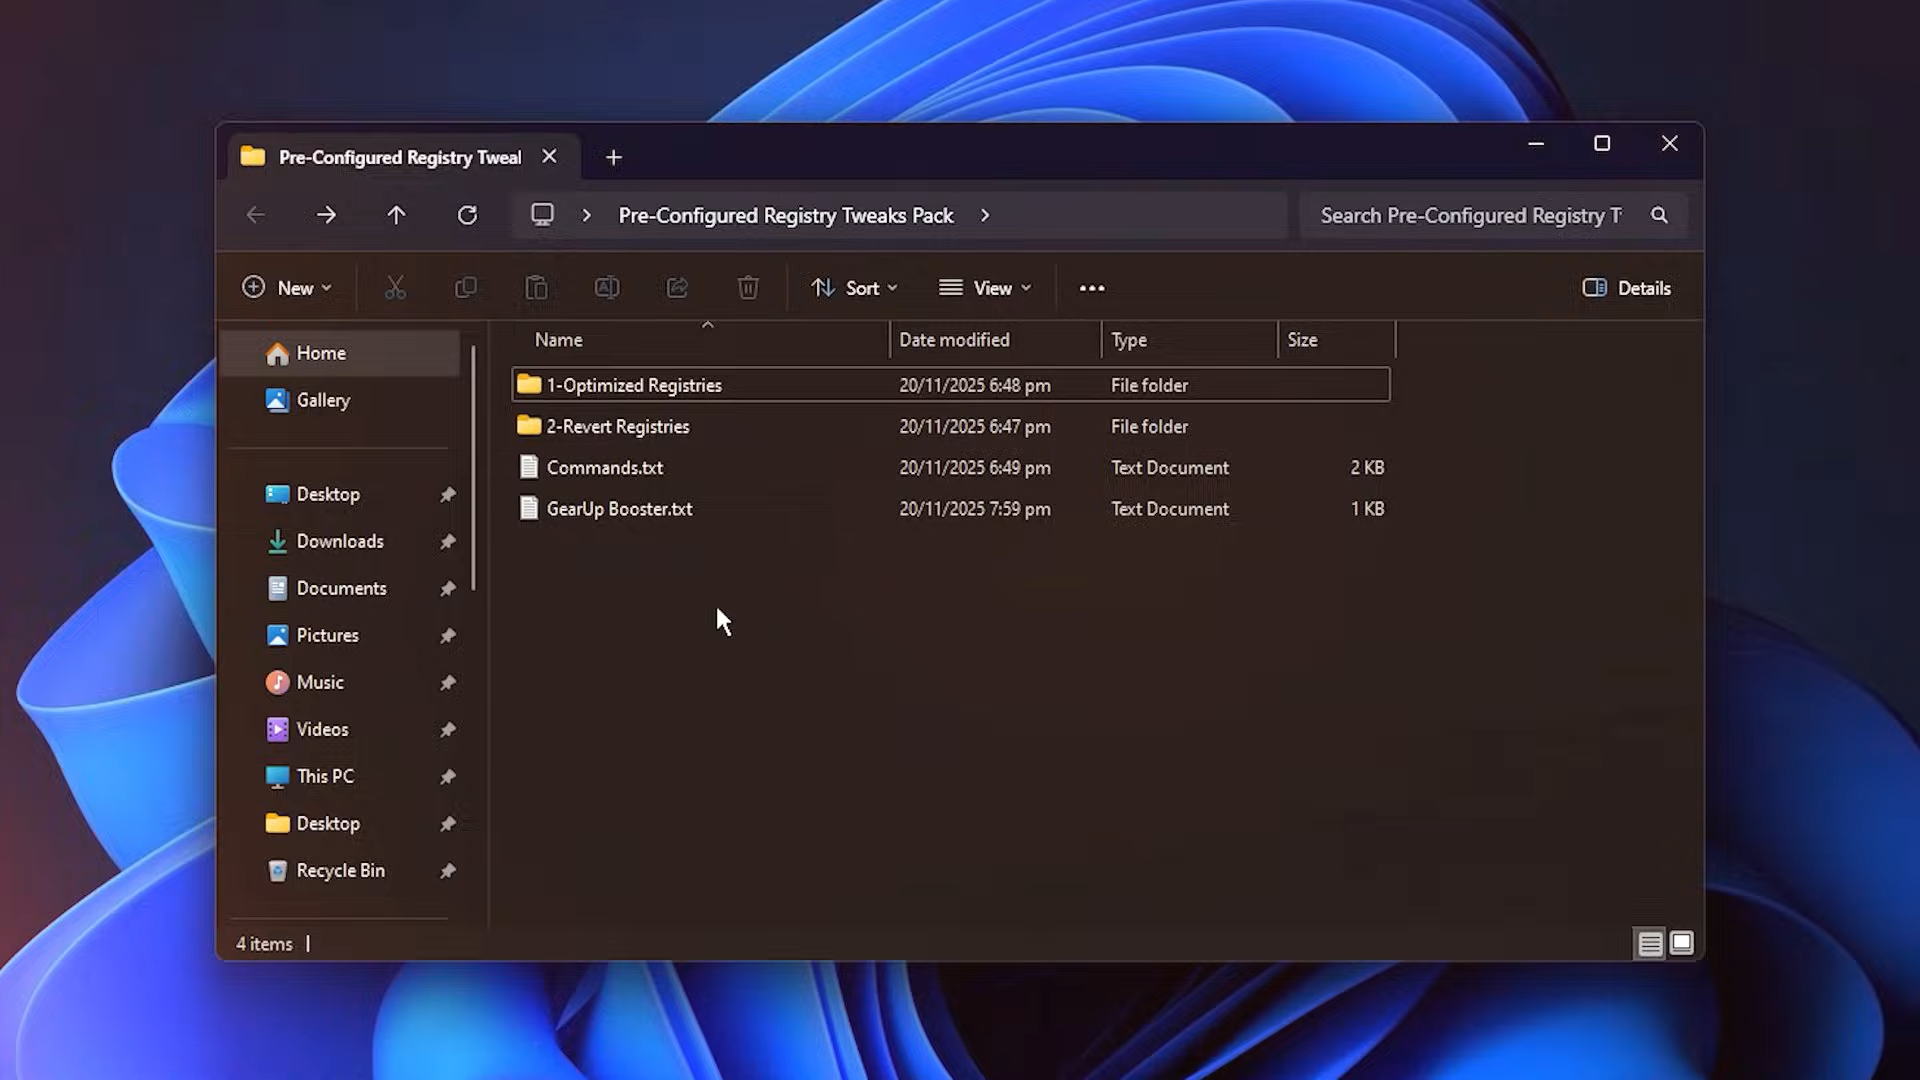 Pre-Configured Registry Tweal
Pre-Configured Registry Tweaks Pack
Search Pre-Configured Registry T
New
Sort
View
Details
Home
Gallery
Desktop
Downloads
Documents
Pictures
Music
Videos
This PC
Desktop
Recycle Bin
Name Date modified Type Size
1-Optimized Registries 20/11/2025 6:48 pm File folder
2-Revert Registries 20/11/2025 6:47 pm File folder
Commands.txt 20/11/2025 6:49 pm Text Document 2 KB
GearUp Booster.txt 20/11/2025 7:59 pm Text Document 1 KB
4 items